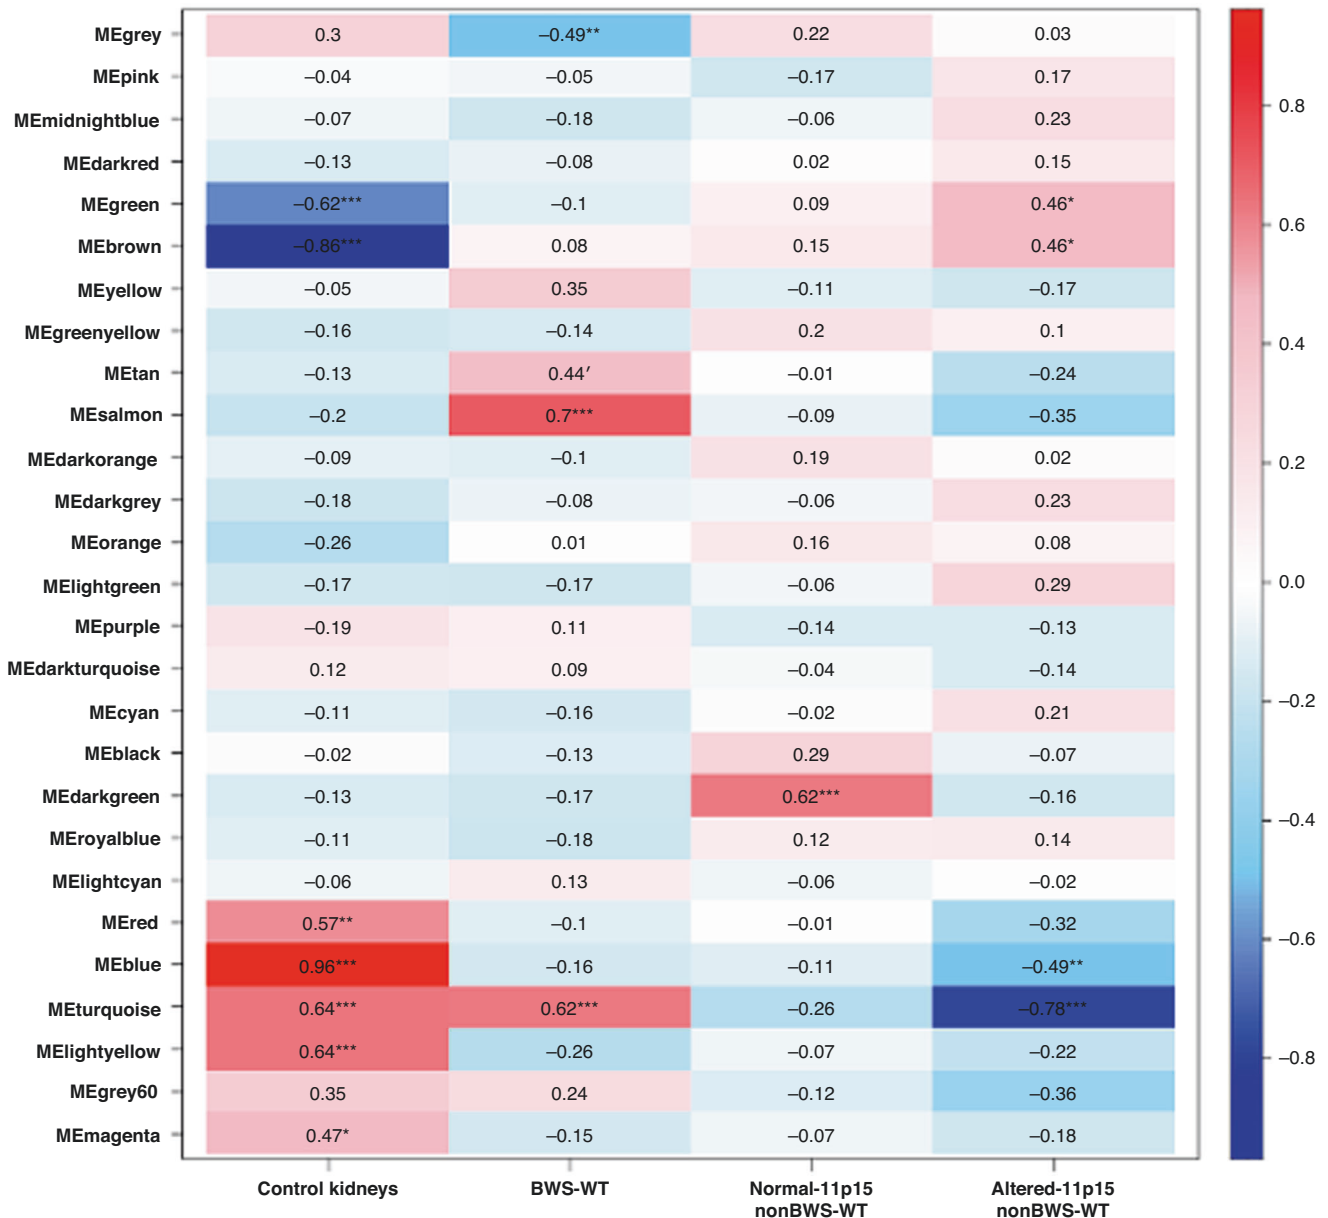 MEgrey 0.3 –0.49** 0.22 0.03
MEpink –0.04 –0.05 –0.17 0.17
MEmidnightblue –0.07 –0.18 –0.06 0.23
MEdarkred –0.13 –0.08 0.02 0.15
MEgreen –0.62*** –0.1 0.09 0.46*
MEbrown –0.86*** 0.08 0.15 0.46*
MEyellow –0.05 0.35 –0.11 –0.17
MEgreenyellow –0.16 –0.14 0.2 0.1
MEtan –0.13 0.44′ –0.01 –0.24
MEsalmon –0.2 0.7*** –0.09 –0.35
MEdarkorange –0.09 –0.1 0.19 0.02
MEdarkgrey –0.18 –0.08 –0.06 0.23
MEorange –0.26 0.01 0.16 0.08
MElightgreen –0.17 –0.17 –0.06 0.29
MEpurple –0.19 0.11 –0.14 –0.13
MEdarkturquoise 0.12 0.09 –0.04 –0.14
MEcyan –0.11 –0.16 –0.02 0.21
MEblack –0.02 –0.13 0.29 –0.07
MEdarkgreen –0.13 –0.17 0.62*** –0.16
MEroyalblue –0.11 –0.18 0.12 0.14
MElightcyan –0.06 0.13 –0.06 –0.02
MEred 0.57** –0.1 –0.01 –0.32
MEblue 0.96*** –0.16 –0.11 –0.49**
MEturquoise 0.64*** 0.62*** –0.26 –0.78***
MElightyellow 0.64*** –0.26 –0.07 –0.22
MEgrey60 0.35 0.24 –0.12 –0.36
MEmagenta 0.47* –0.15 –0.07 –0.18
Control kidneys BWS-WT Normal-11p15 Altered-11p15
nonBWS-WT nonBWS-WT
0.8
0.6
0.4
0.2
0.0
–0.2
–0.4
–0.6
–0.8